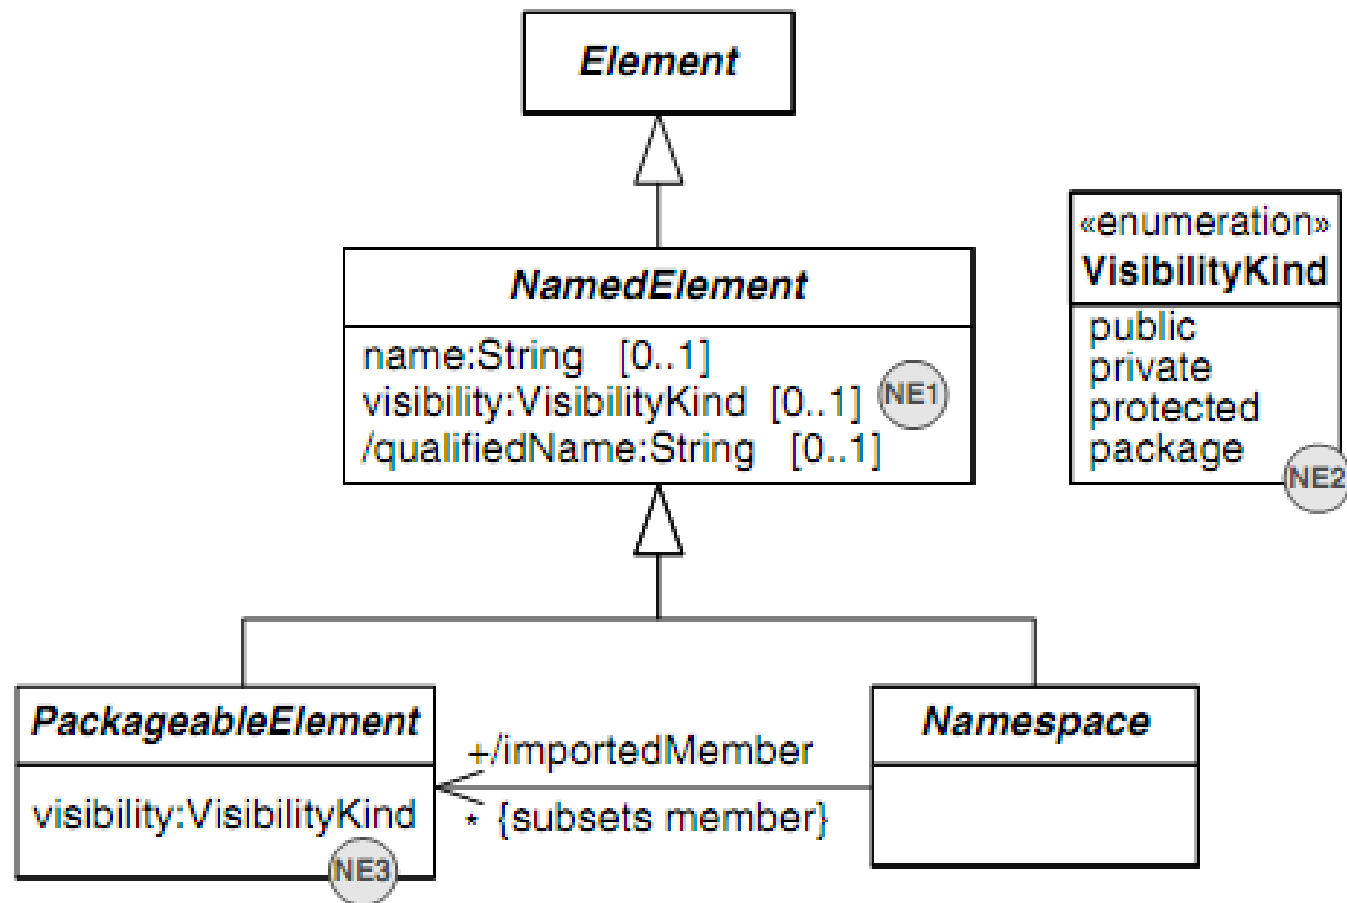 Element
NamedElement
name:String [0..1]
visibility:VisibilityKind [0..1]
NE1
/qualifiedName:String [0..1]
«enumeration»
VisibilityKind
public
private
protected
package
NE2
PackageableElement
visibility:VisibilityKind
NE3
+/importedMember
* {subsets member}
Namespace